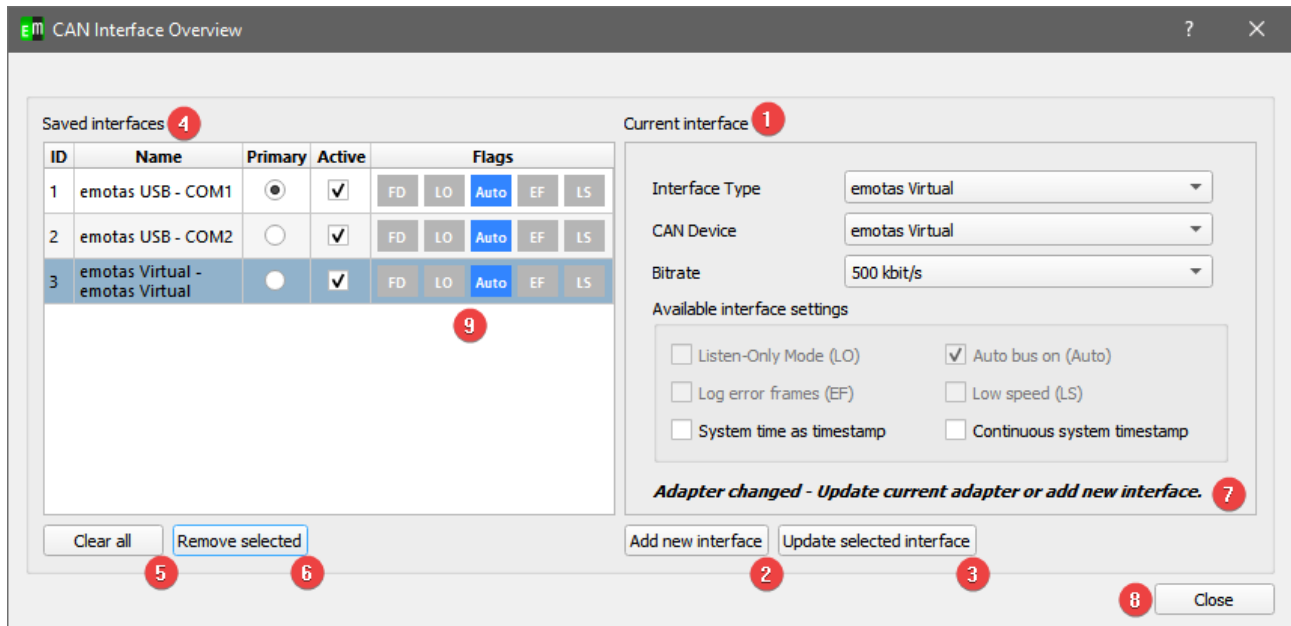 Em CAN Interface Overview ? ×
Saved interfaces 4
ID Name Primary Active Flags
1 emotas USB - COM1 FD LO Auto EF LS
2 emotas USB - COM2 FD LO Auto EF LS
3 emotas Virtual -
emotas Virtual FD LO Auto EF LS
9
Clear all Remove selected
5 6
Current interface 1
Interface Type emotas Virtual
CAN Device emotas Virtual
Bitrate 500 kbit/s
Available interface settings
Listen-Only Mode (LO) Auto bus on (Auto)
Log error frames (EF) Low speed (LS)
System time as timestamp Continuous system timestamp
Adapter changed - Update current adapter or add new interface. 7
Add new interface Update selected interface
2 3
8 Close